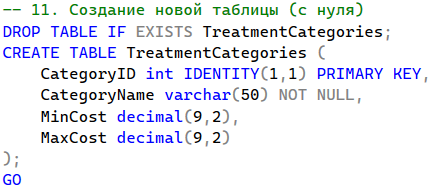 -- 11. Создание новой таблицы (с нуля)
DROP TABLE IF EXISTS TreatmentCategories;
CREATE TABLE TreatmentCategories (
    CategoryID int IDENTITY(1,1) PRIMARY KEY,
    CategoryName varchar(50) NOT NULL,
    MinCost decimal(9,2),
    MaxCost decimal(9,2)
);
GO